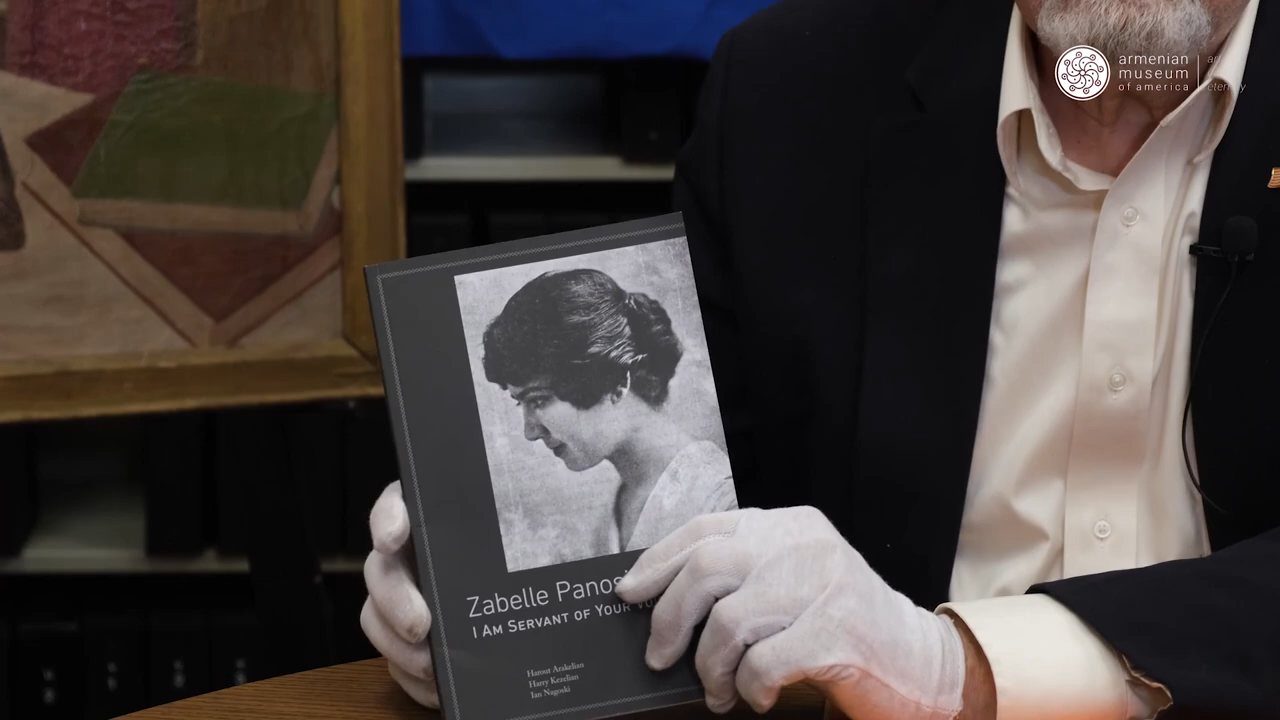 armenian
museum
of america
Zabelle Panos
I AM SERVANT OF YOUR
Harout Arakelian
Harry Kezelian
Ian Nagoski